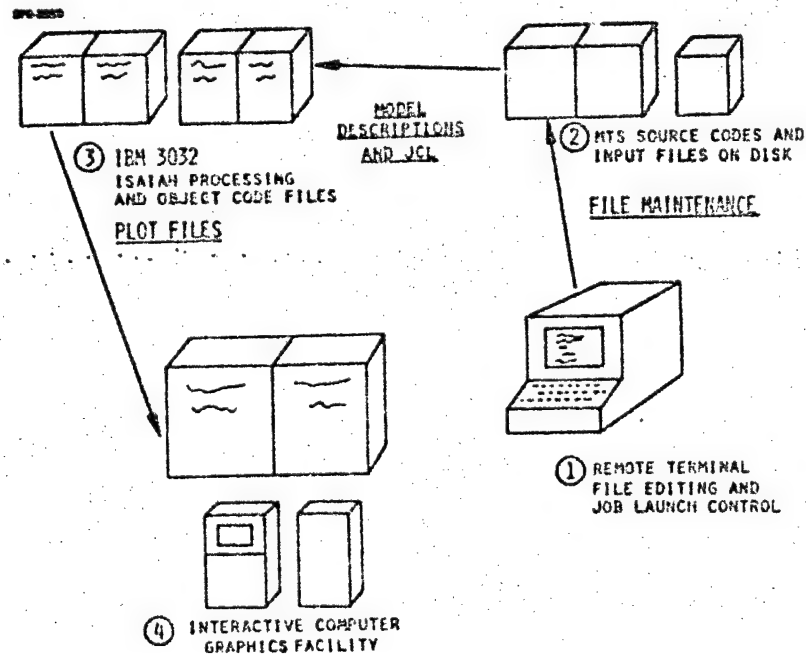 MODEL
DESCRIPTIONS
AND JCL
② MTS SOURCE CODES AND
INPUT FILES ON DISK
③ IBM 3032
ISAIAH PROCESSING
AND OBJECT CODE FILES
PLOT FILES
FILE MAINTENANCE
① REMOTE TERMINAL
FILE EDITING AND
JOB LAUNCH CONTROL
④ INTERACTIVE COMPUTER
GRAPHICS FACILITY